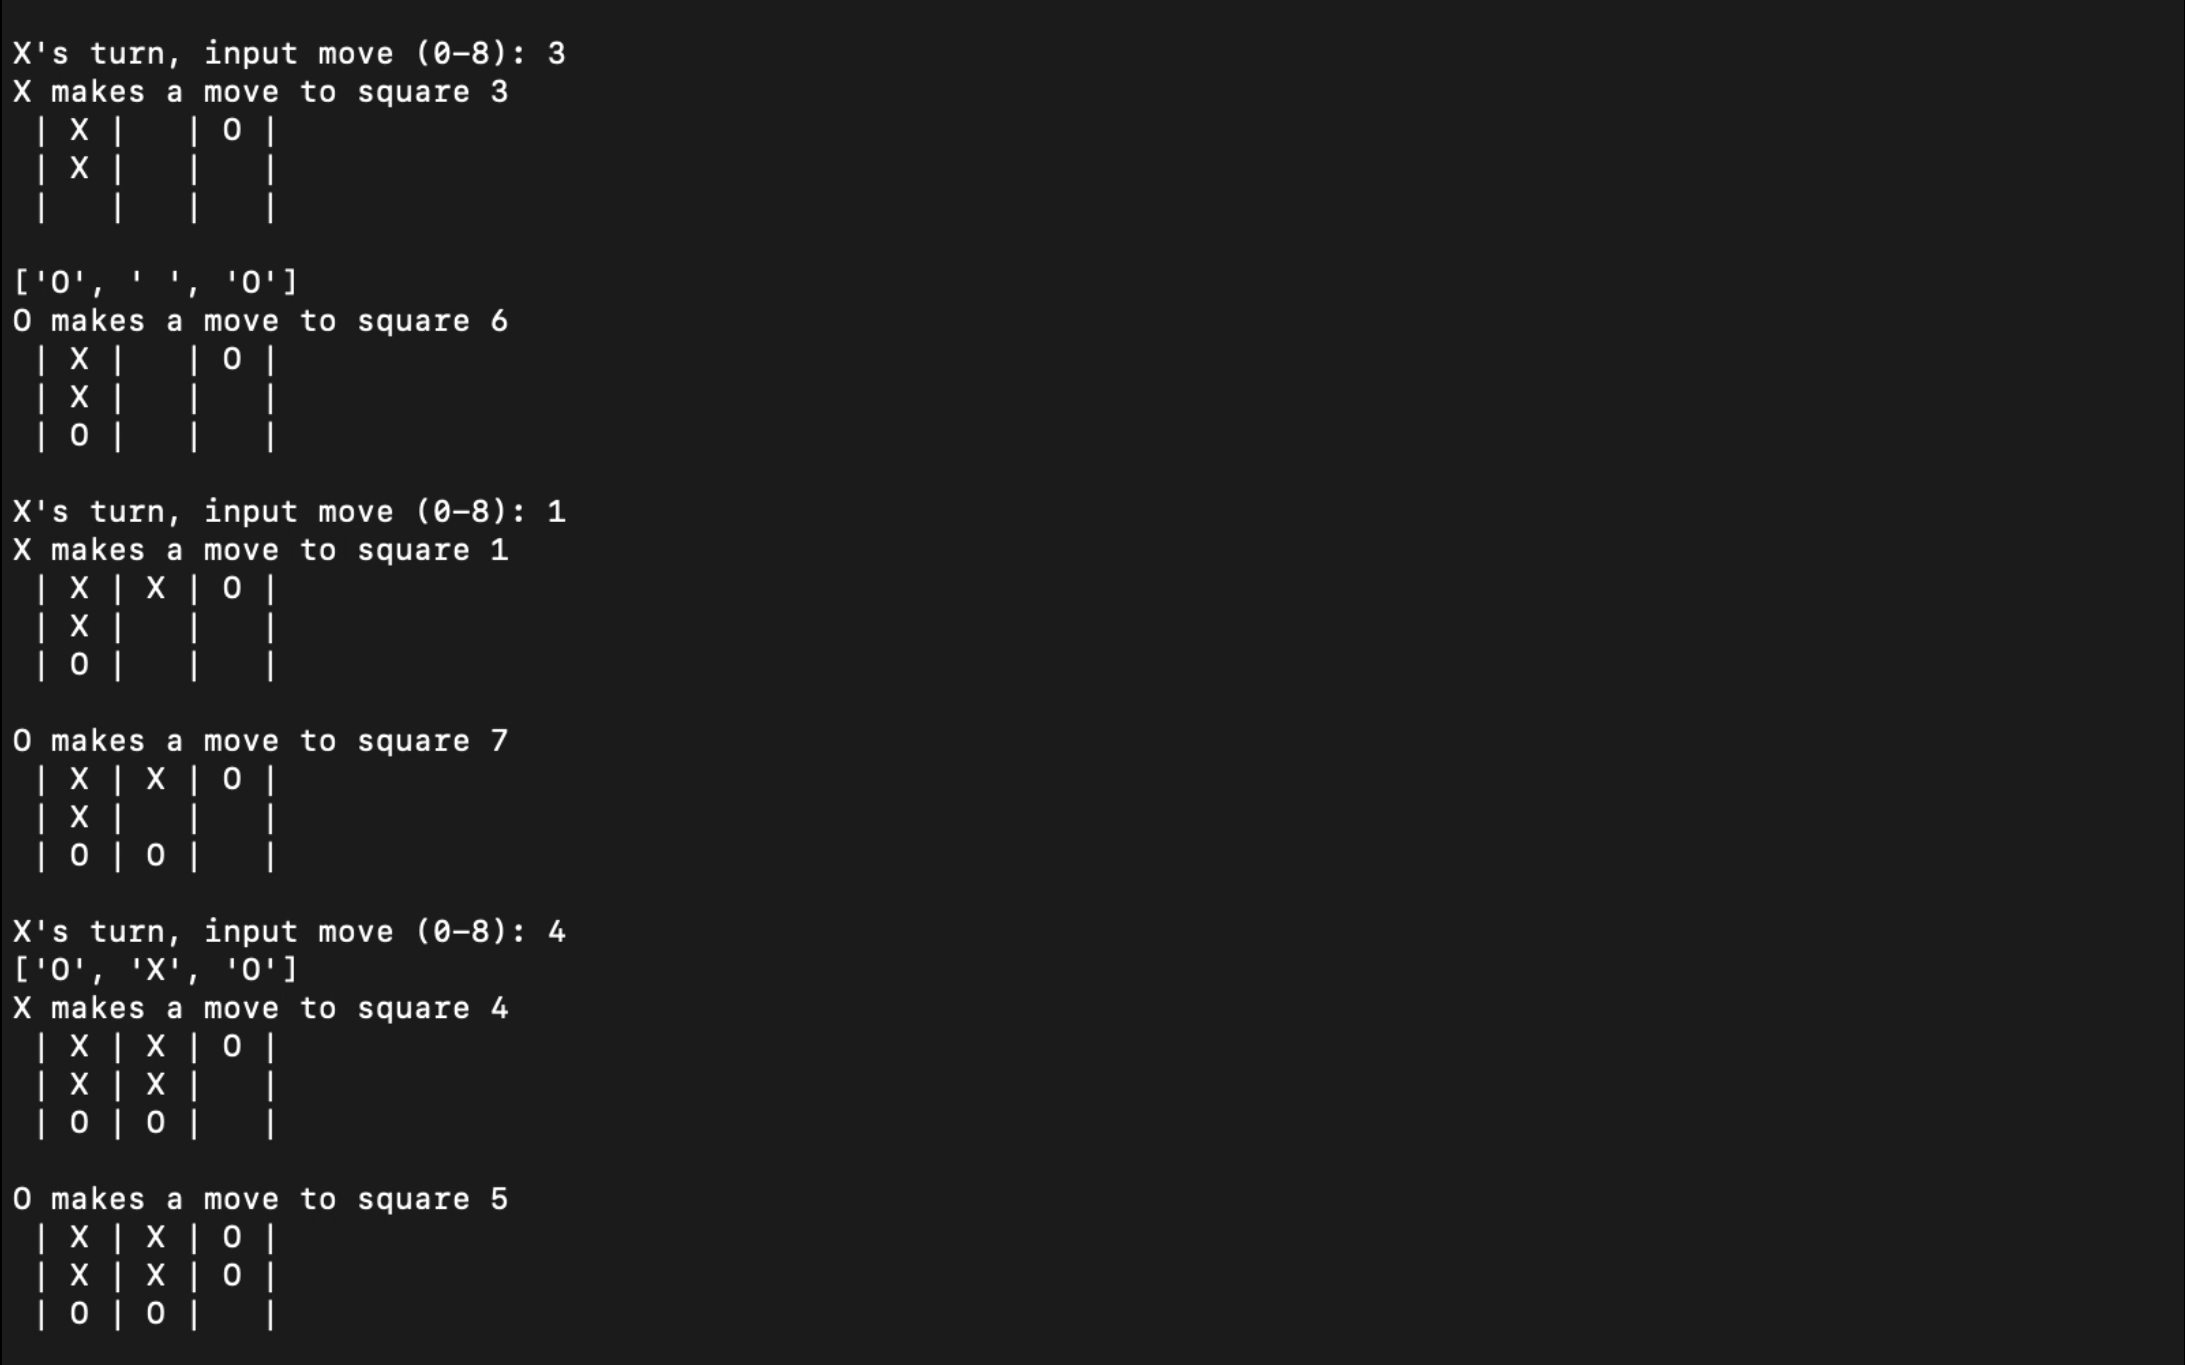 X's turn, input move (0-8): 3
X makes a move to square 3
 | X |   | O |
 | X |   |   |
 |   |   |   |

['O', ' ', 'O']
O makes a move to square 6
 | X |   | O |
 | X |   |   |
 | O |   |   |

X's turn, input move (0-8): 1
X makes a move to square 1
 | X | X | O |
 | X |   |   |
 | O |   |   |

O makes a move to square 7
 | X | X | O |
 | X |   |   |
 | O | O |   |

X's turn, input move (0-8): 4
['O', 'X', 'O']
X makes a move to square 4
 | X | X | O |
 | X | X |   |
 | O | O |   |

O makes a move to square 5
 | X | X | O |
 | X | X | O |
 | O | O |   |